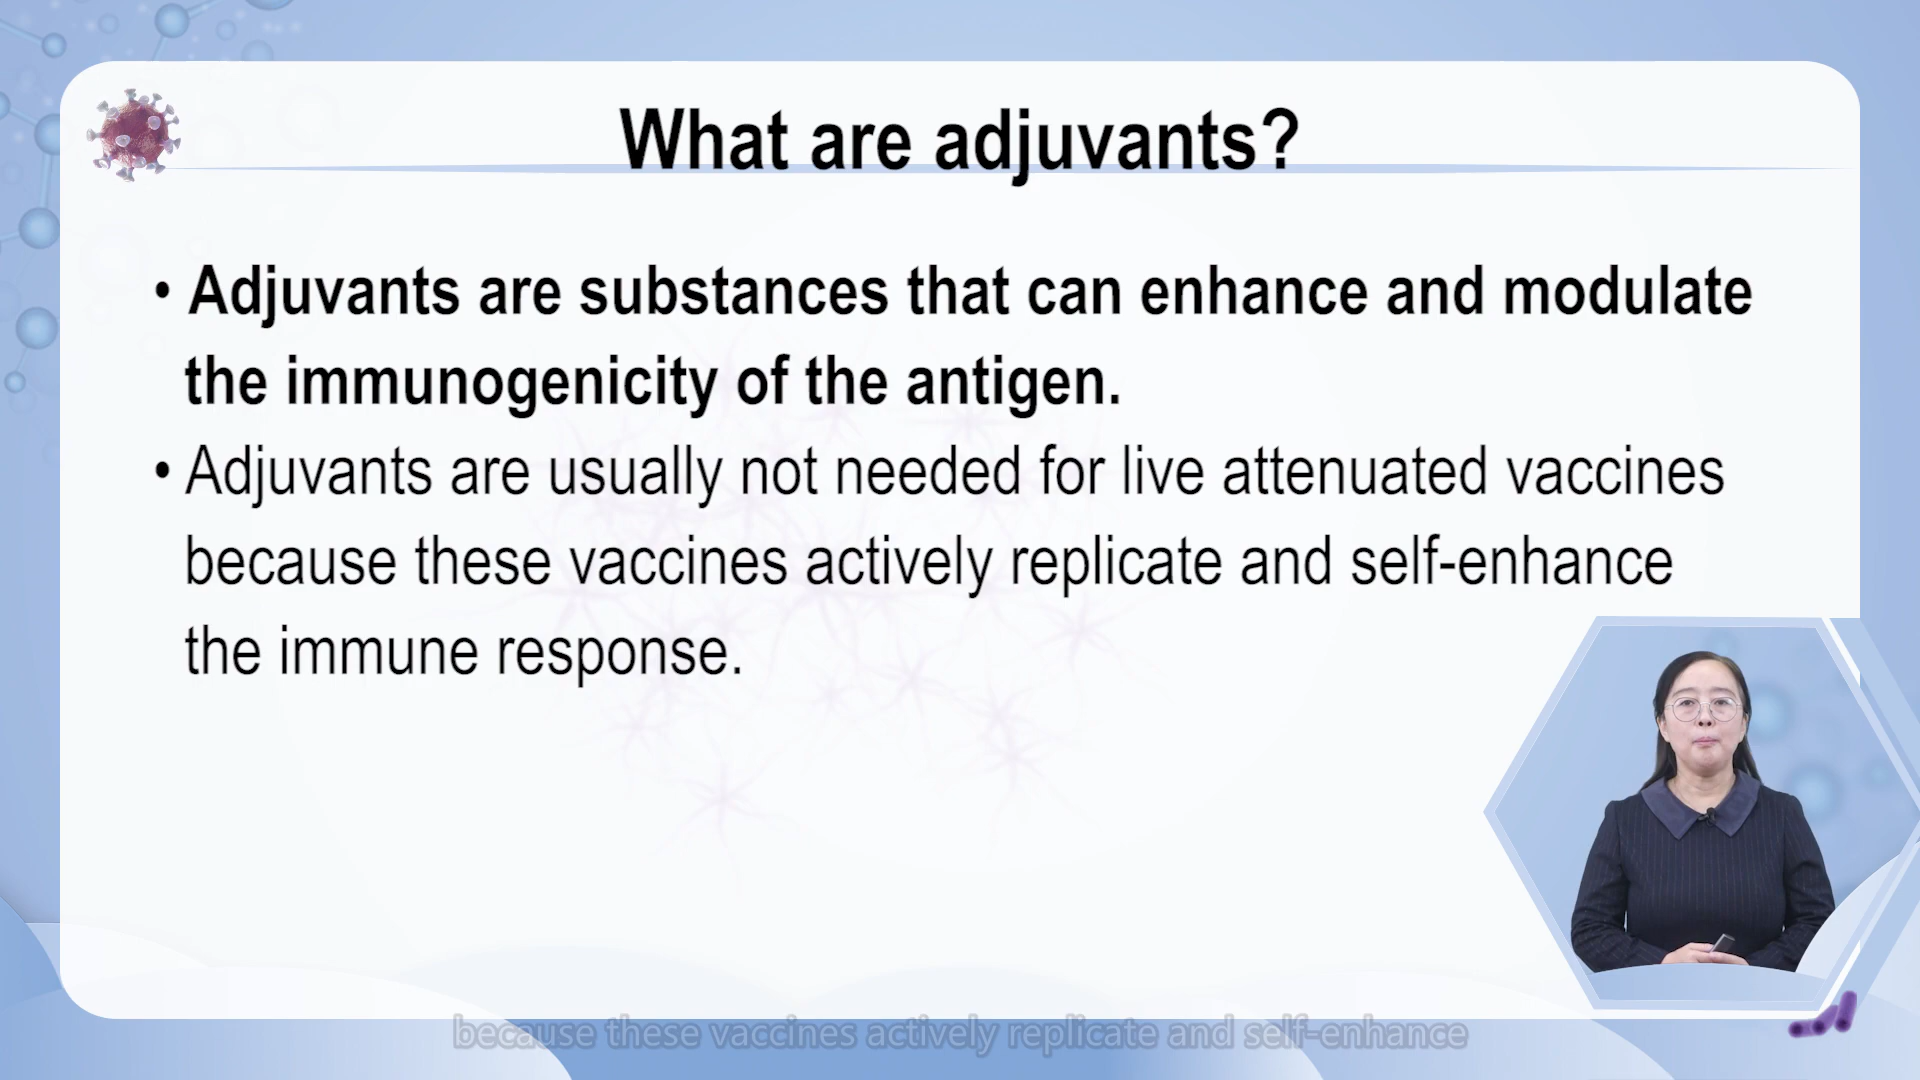 What are adjuvants?
• Adjuvants are substances that can enhance and modulate
the immunogenicity of the antigen.
• Adjuvants are usually not needed for live attenuated vaccines
because these vaccines actively replicate and self-enhance
the immune response.
because these vaccines actively replicate and self-enhance